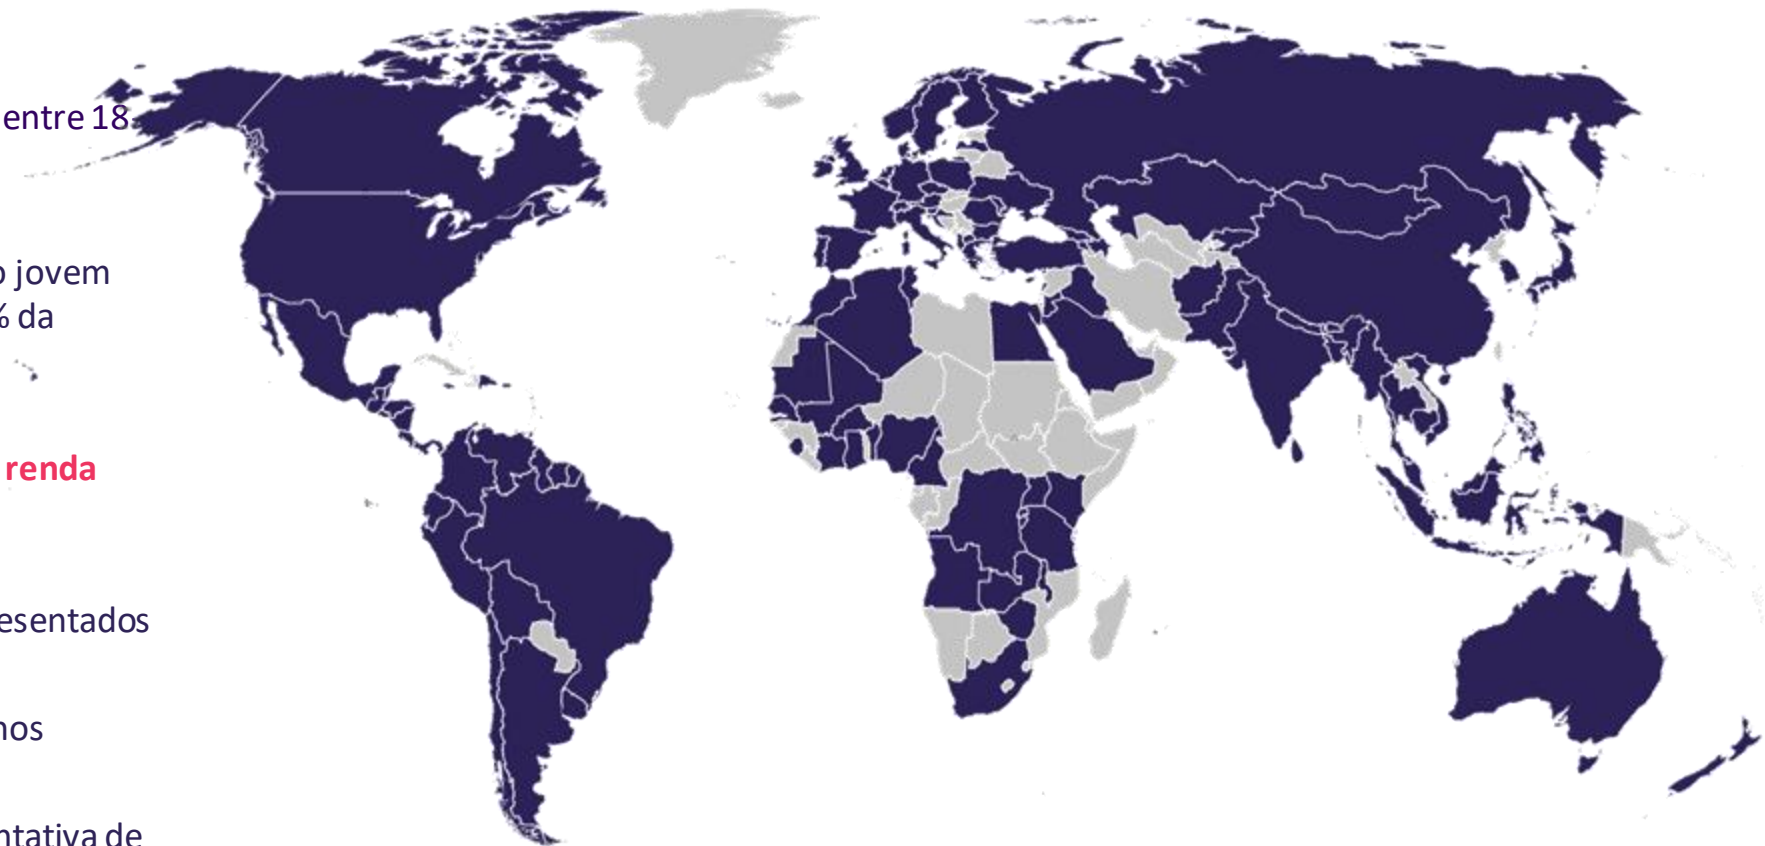 entre 18
jovem
% da
renda
esentados
nos
ntativa de